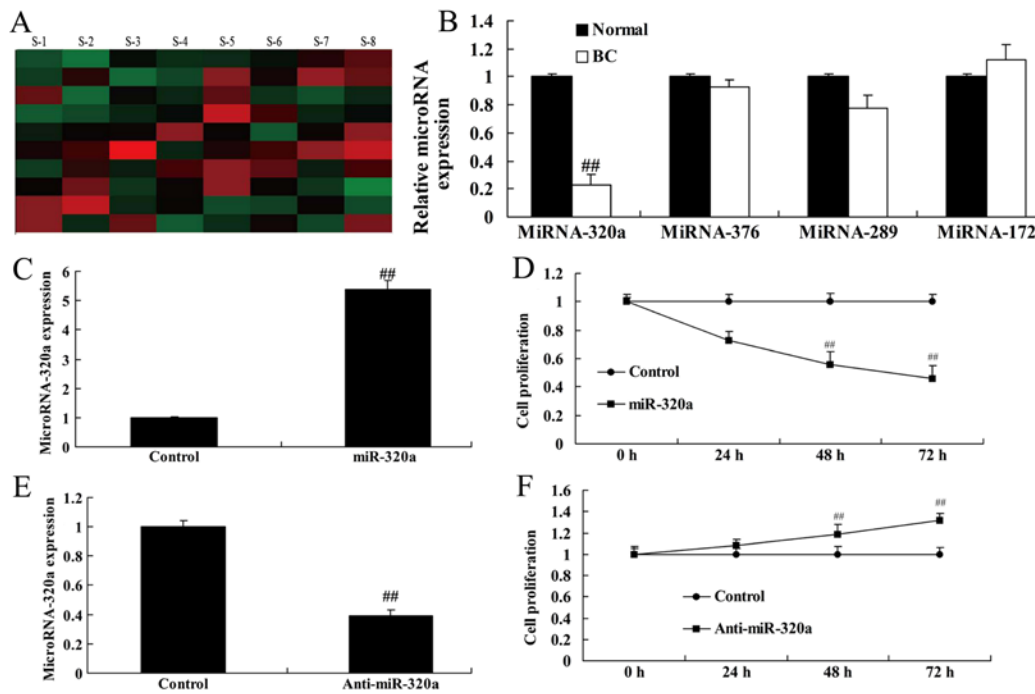 A
S-1 S-2 S-3 S-4 S-5 S-6 S-7 S-8
B
Relative microRNA
expression
1.4
1.2
1
0.8
0.6
0.4
0.2
0
Normal
BC
##
MiRNA-320a MiRNA-376 MiRNA-289 MiRNA-172
C
MicroRNA-320a expression
6
5
4
3
2
1
0
##
Control miR-320a
D
Cell proliferation
1.2
1
0.8
0.6
0.4
0.2
0
## ##
Control
miR-320a
0 h 24 h 48 h 72 h
E
MicroRNA-320a expression
1.2
1
0.8
0.6
0.4
0.2
0
##
Control Anti-miR-320a
F
Cell proliferation
1.6
1.4
1.2
1
0.8
0.6
0.4
0.2
0
## ##
Control
Anti-miR-320a
0 h 24 h 48 h 72 h